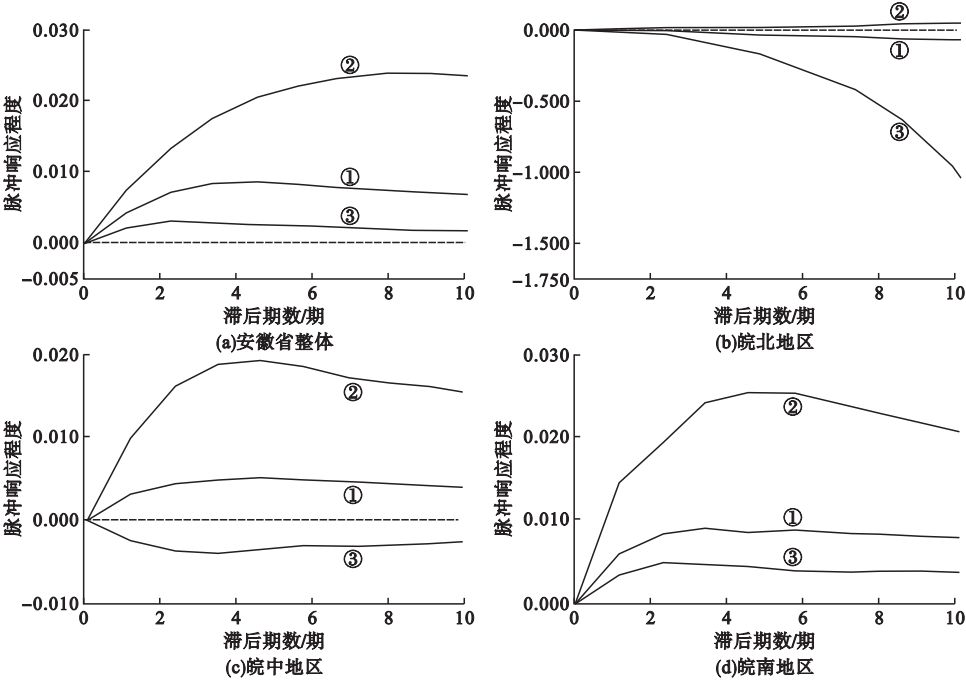 0.030
0.020
0.010
0.000
−0.005
脉冲响应程度
②
①
③
0 2 4 6 8 10
滞后期数/期
(a)安徽省整体
0.000
−0.500
−1.000
−1.500
−1.750
脉冲响应程度
②
①
③
0 2 4 6 8 10
滞后期数/期
(b)皖北地区
0.020
0.010
0.000
−0.010
脉冲响应程度
②
①
③
0 2 4 6 8 10
滞后期数/期
(c)皖中地区
0.030
0.020
0.010
0.000
脉冲响应程度
②
①
③
0 2 4 6 8 10
滞后期数/期
(d)皖南地区